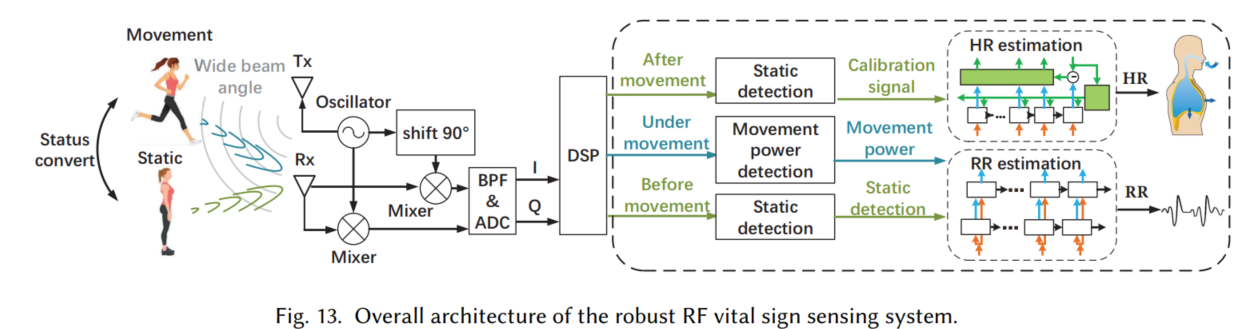 Movement
Wide beam
angle
Status
convert
Static
Tx
Oscillator
shift 90°
Rx
Mixer
Mixer
BPF
&
ADC
I
Q
DSP
After
movement
Static
detection
Calibration
signal
Under
movement
Movement
power
detection
Movement
power
Before
movement
Static
detection
Static
detection
HR estimation
HR
RR estimation
RR
Fig. 13. Overall architecture of the robust RF vital sign sensing system.